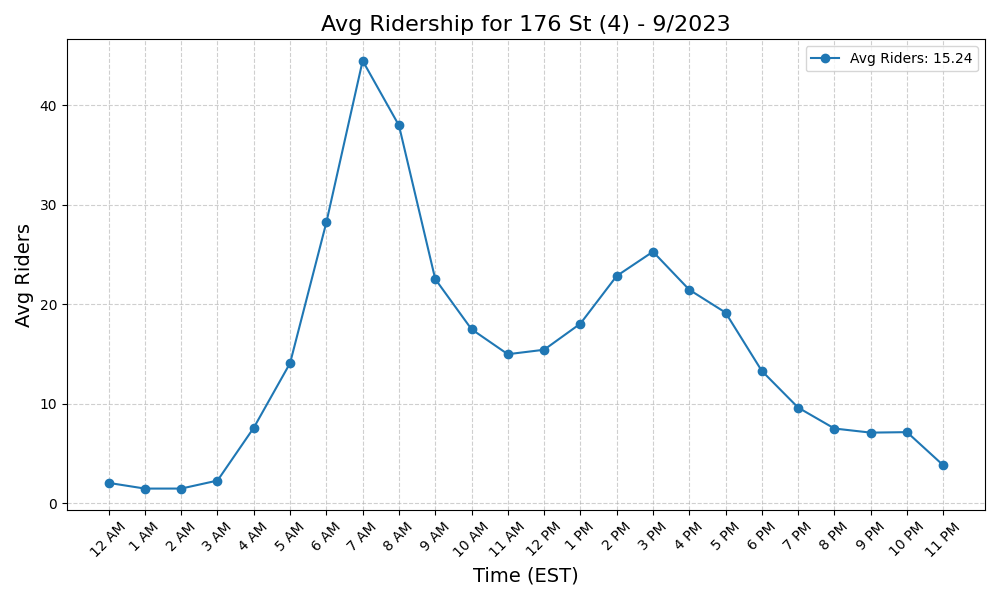 Avg Ridership for 176 St (4) - 9/2023
Avg Riders: 15.24
Avg Riders
40
30
20
10
0
12 AM
1 AM
2 AM
3 AM
4 AM
5 AM
6 AM
7 AM
8 AM
9 AM
10 AM
11 AM
12 PM
1 PM
2 PM
3 PM
4 PM
5 PM
6 PM
7 PM
8 PM
9 PM
10 PM
11 PM
Time (EST)